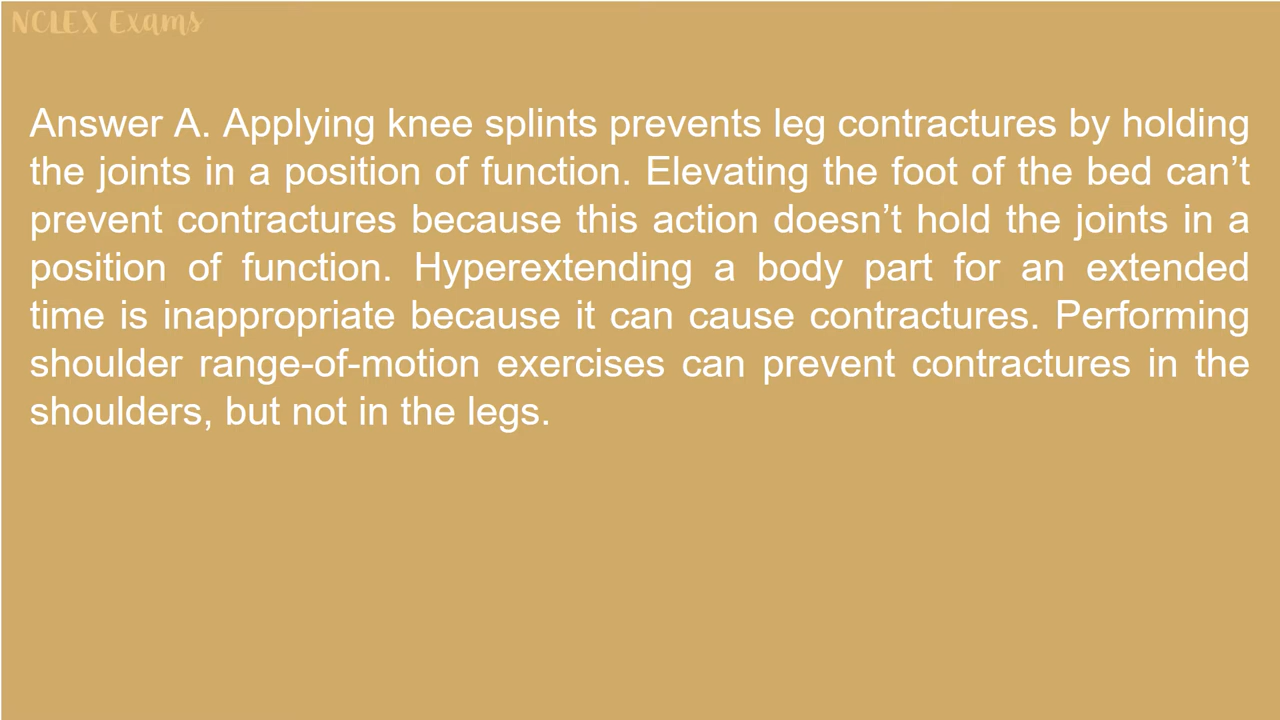 NCLEX Exams
Answer A. Applying knee splints prevents leg contractures by holding
the joints in a position of function. Elevating the foot of the bed can’t
prevent contractures because this action doesn’t hold the joints in a
position of function. Hyperextending a body part for an extended
time is inappropriate because it can cause contractures. Performing
shoulder range-of-motion exercises can prevent contractures in the
shoulders, but not in the legs.